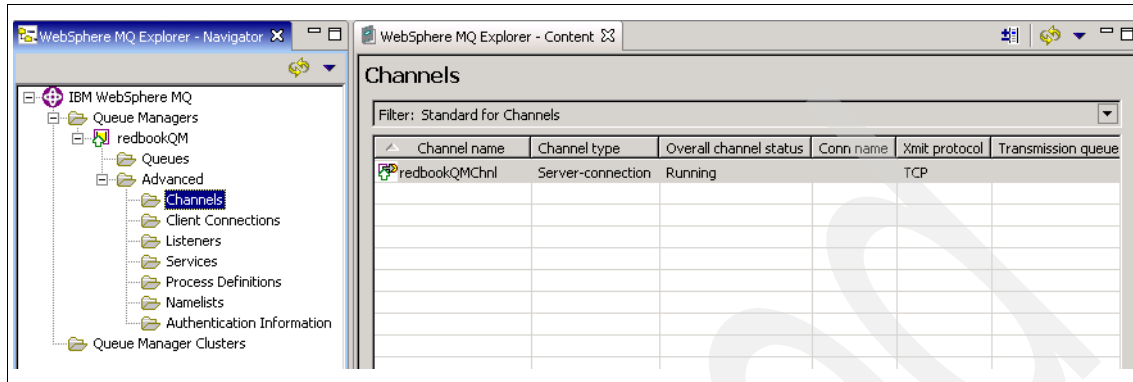 WebSphere MQ Explorer - Navigator
IBM WebSphere MQ
Queue Managers
redbookQM
Queues
Advanced
Channels
Client Connections
Listeners
Services
Process Definitions
Namelists
Authentication Information
Queue Manager Clusters
WebSphere MQ Explorer - Content
Channels
Filter: Standard for Channels
Channel name Channel type Overall channel status Conn name Xmit protocol Transmission queue
redbookQMChnl Server-connection Running TCP